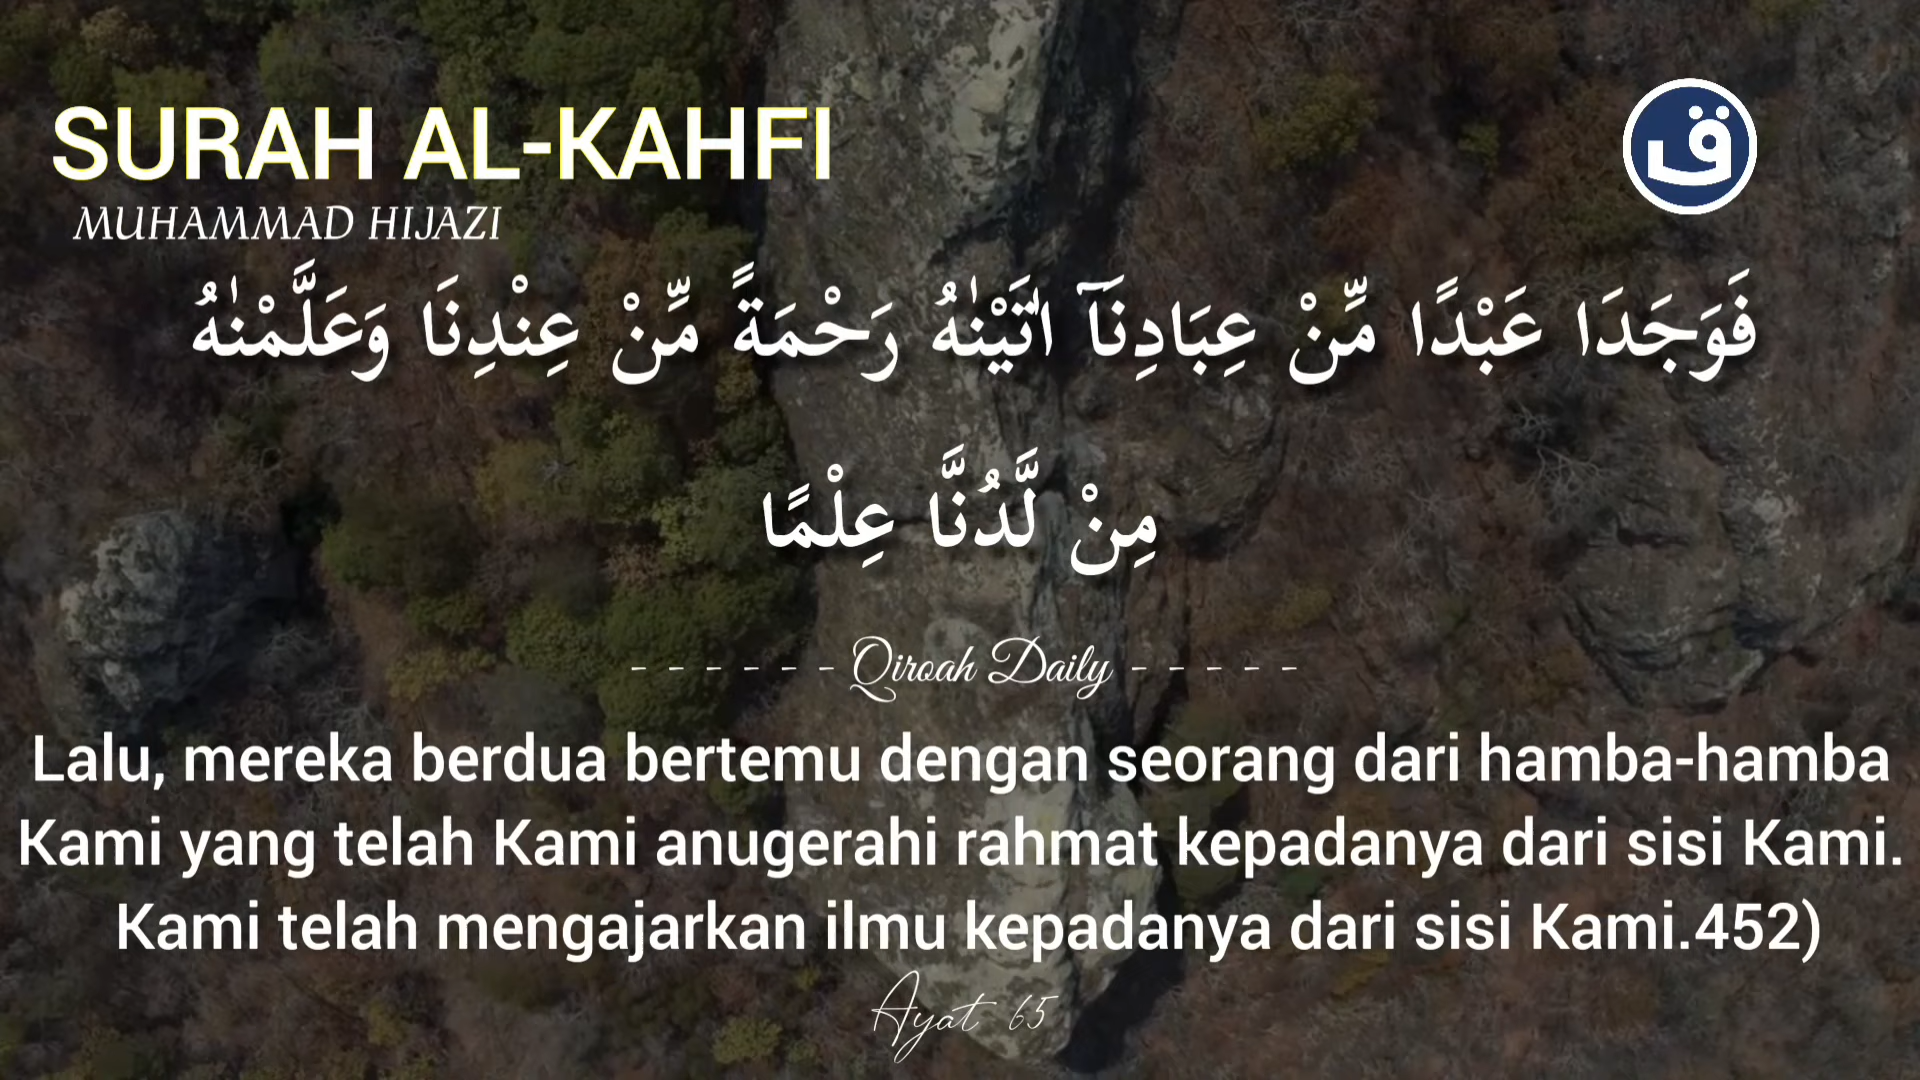 SURAH AL-KAHFI
ق
MUHAMMAD HIJAZI
فَوَجَدَا عَبْدًا مِّنْ عِبَادِنَآ اٰتَيْنٰهُ رَحْمَةً مِّنْ عِنْدِنَا وَعَلَّمْنٰهُ
مِنْ لَّدُنَّا عِلْمًا
- - - - - - Qiroah Daily - - - - -
Lalu, mereka berdua bertemu dengan seorang dari hamba-hamba
Kami yang telah Kami anugerahi rahmat kepadanya dari sisi Kami.
Kami telah mengajarkan ilmu kepadanya dari sisi Kami.452)
Ayat 65